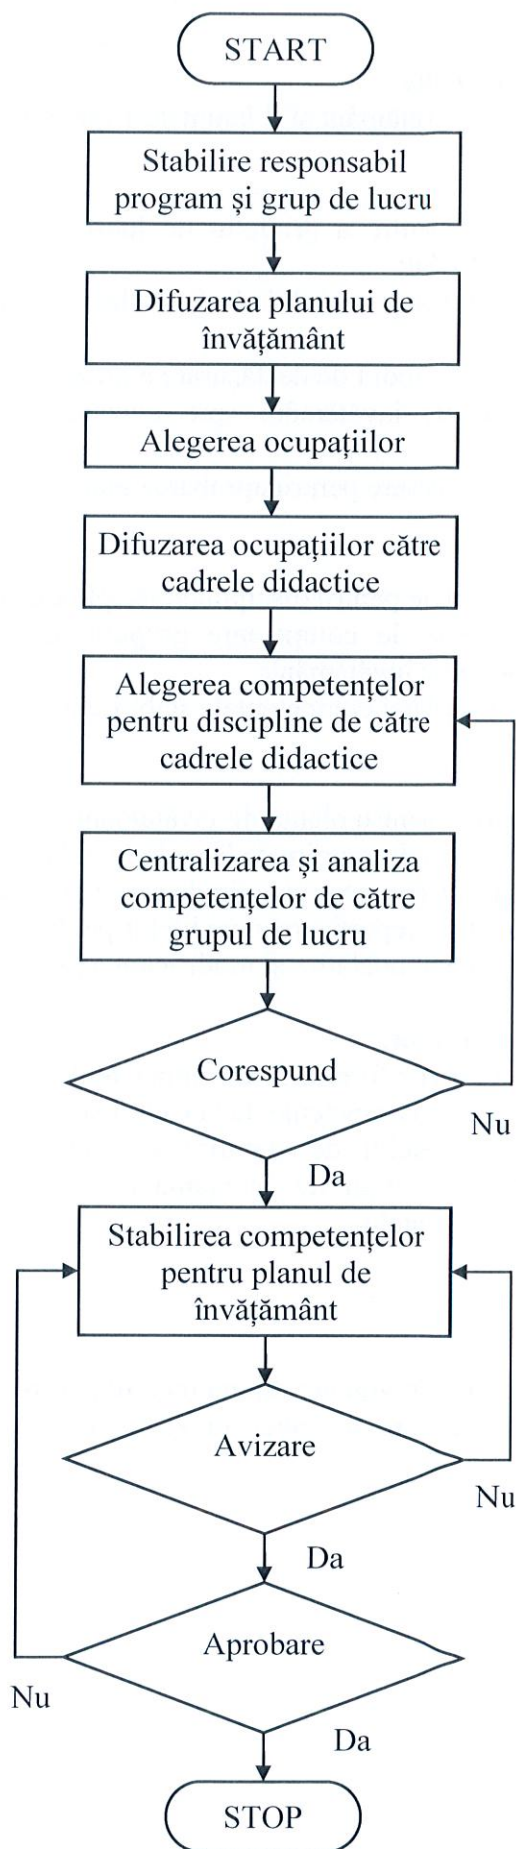 START
Stabilire responsabil
program și grup de lucru
Difuzarea planului de
învățământ
Alegerea ocupațiilor
Difuzarea ocupațiilor către
cadrele didactice
Alegerea competențelor
pentru discipline de către
cadrele didactice
Centralizarea și analiza
competențelor de către
grupul de lucru
Corespund
Nu
Da
Stabilirea competențelor
pentru planul de
învățământ
Avizare
Nu
Da
Aprobare
Nu
Da
STOP